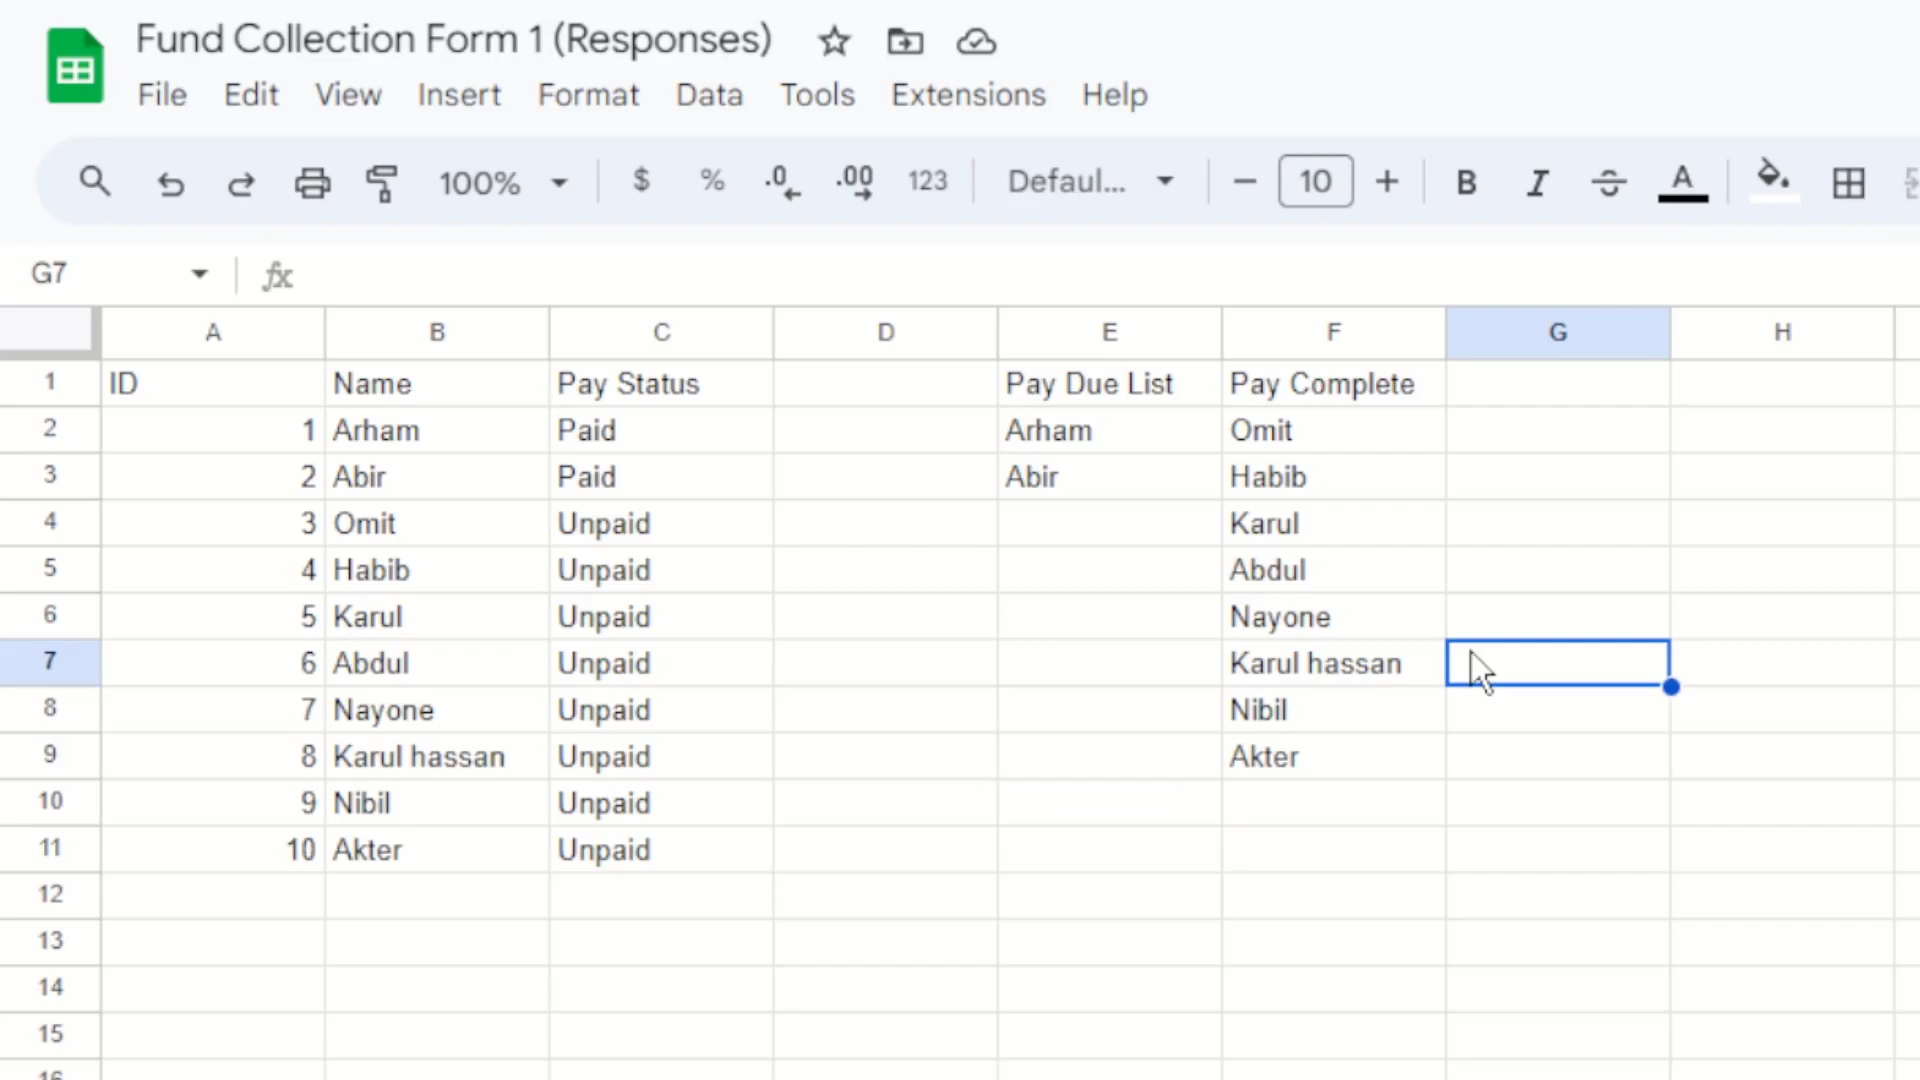 Fund Collection Form 1 (Responses)
File Edit View Insert Format Data Tools Extensions Help
100% $ % .0 .00 123 Defaul... 10 B I A
G7 fx
A B C D E F G H
1 ID Name Pay Status Pay Due List Pay Complete
2 1 Arham Paid Arham Omit
3 2 Abir Paid Abir Habib
4 3 Omit Unpaid Karul
5 4 Habib Unpaid Abdul
6 5 Karul Unpaid Nayone
7 6 Abdul Unpaid Karul hassan
8 7 Nayone Unpaid Nibil
9 8 Karul hassan Unpaid Akter
10 9 Nibil Unpaid
11 10 Akter Unpaid
12
13
14
15
16